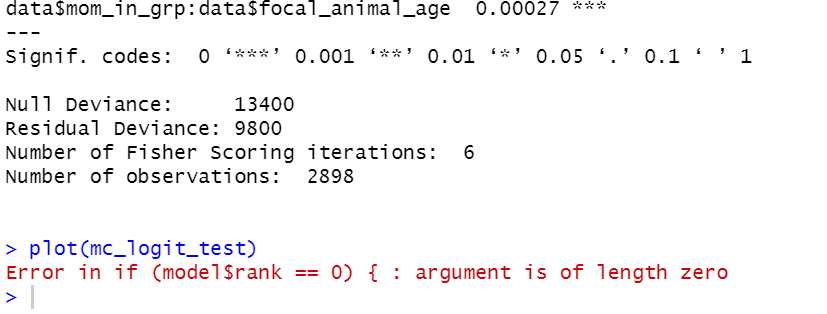 data$mom_in_grp:data$focal_animal_age  0.00027 ***
---
Signif. codes:  0 ‘***’ 0.001 ‘**’ 0.01 ‘*’ 0.05 ‘.’ 0.1 ‘ ’ 1
Null Deviance:     13400
Residual Deviance: 9800
Number of Fisher Scoring iterations:  6
Number of observations:  2898
> plot(mc_logit_test)
Error in if (model$rank == 0) { : argument is of length zero
>